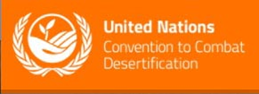 United Nations
Convention to Combat
Desertification